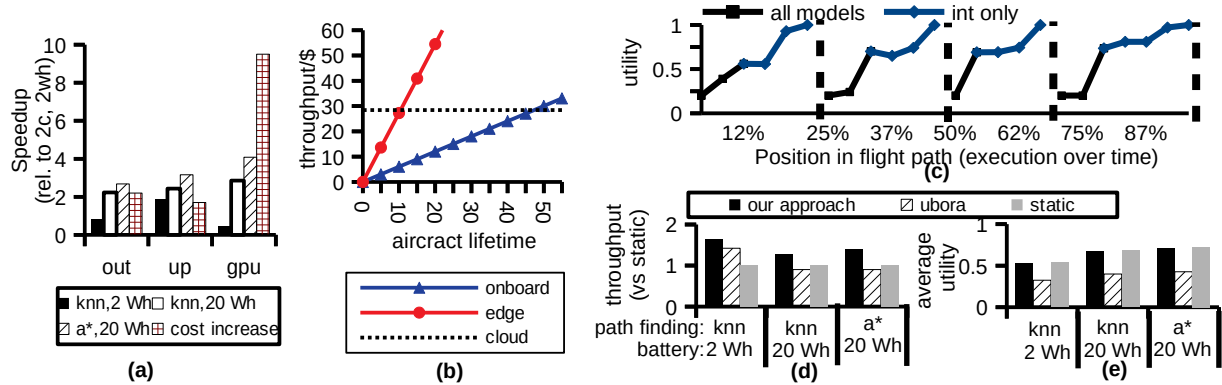 Speedup
(rel. to 2c, 2wh)
10
8
6
4
2
0
out up gpu
knn,2 Wh knn,20 Wh
a*,20 Wh cost increase
(a)
throughput/$
60
50
40
30
20
10
0
0 10 20 30 40 50
aircract lifetime
onboard
edge
cloud
(b)
all models int only
utility
1
0.5
0
12% 25% 37% 50% 62% 75% 87%
Position in flight path (execution over time)
(c)
our approach ubora static
throughput
(vs static)
2
1
0
path finding: knn knn a*
battery: 2 Wh 20 Wh 20 Wh
(d)
average
utility
1
0.5
0
knn knn a*
2 Wh 20 Wh 20 Wh
(e)